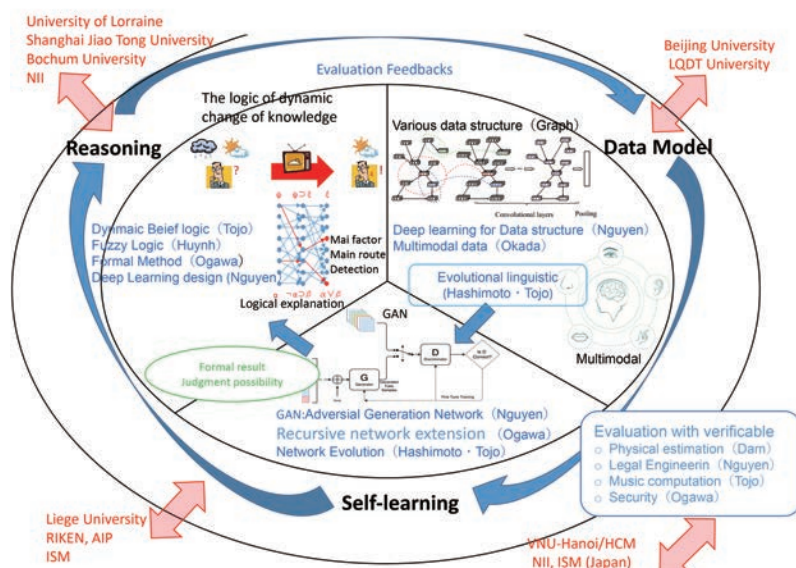 University of Lorraine
Shanghai Jiao Tong University
Bochum University
NII
Beijing University
LQDT University
Evaluation Feedbacks
The logic of dynamic
change of knowledge
Reasoning
Various data structure (Graph)
Data Model
?
!
Convolutional layers
Pooling
Dynmaic Beief logic (Tojo)
Fuzzy Logic (Huynh)
Formal Method (Ogawa)
Deep Learning design (Nguyen)
Mai factor
Main route
Detection
Logical explanation
Deep learning for Data structure (Nguyen)
Multimodal data (Okada)
Evolutional linguistic
(Hashimoto・Tojo)
Multimodal
GAN
Formal result
Judgment possibility
G
Generator
D
Discriminator
GAN:Adversial Generation Network (Nguyen)
Recursive network extension (Ogawa)
Network Evolution (Hashimoto・Tojo)
Evaluation with verificable
o Physical estimation (Dam)
o Legal Engineerin (Nguyen)
o Music computation (Tojo)
o Security (Ogawa)
Self-learning
Liege University
RIKEN, AIP
ISM
VNU-Hanoi/HCM
NII, ISM (Japan)